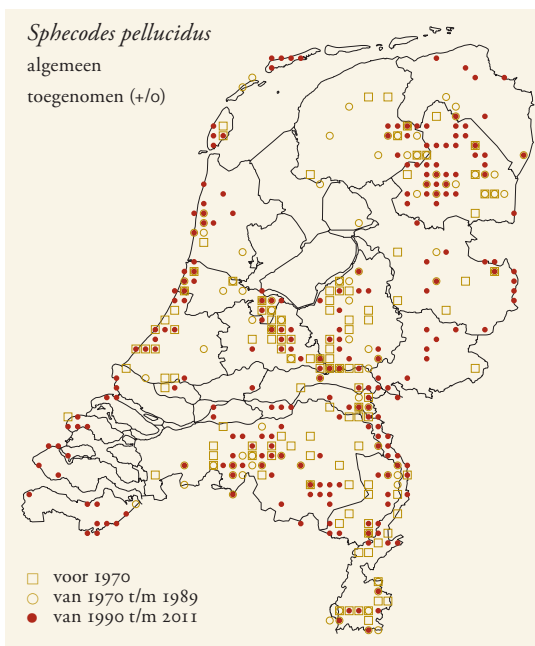 Sphecodes pellucidus
algemeen
toegenomen (+/0)
voor 1970
van 1970 t/m 1989
van 1990 t/m 2011